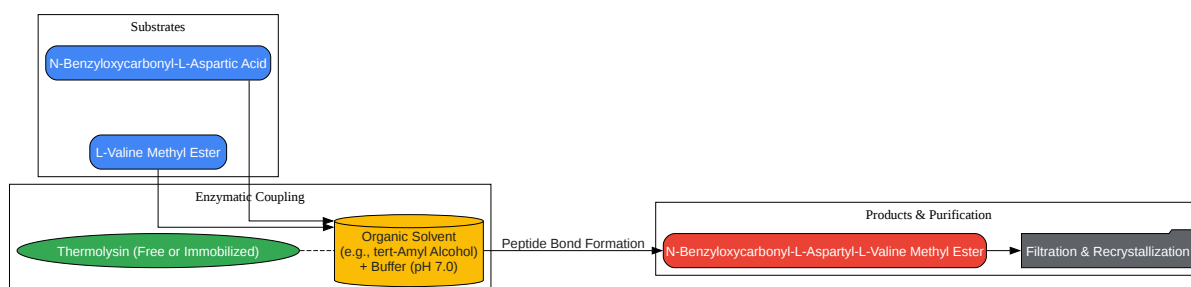 Substrates
N-Benzyloxycarbonyl-L-Aspartic Acid
L-Valine Methyl Ester
Enzymatic Coupling
Thermolysin (Free or Immobilized)
Organic Solvent
(e.g., tert-Amyl Alcohol)
+ Buffer (pH 7.0)
Peptide Bond Formation
Products & Purification
N-Benzyloxycarbonyl-L-Aspartyl-L-Valine Methyl Ester
Filtration & Recrystallization